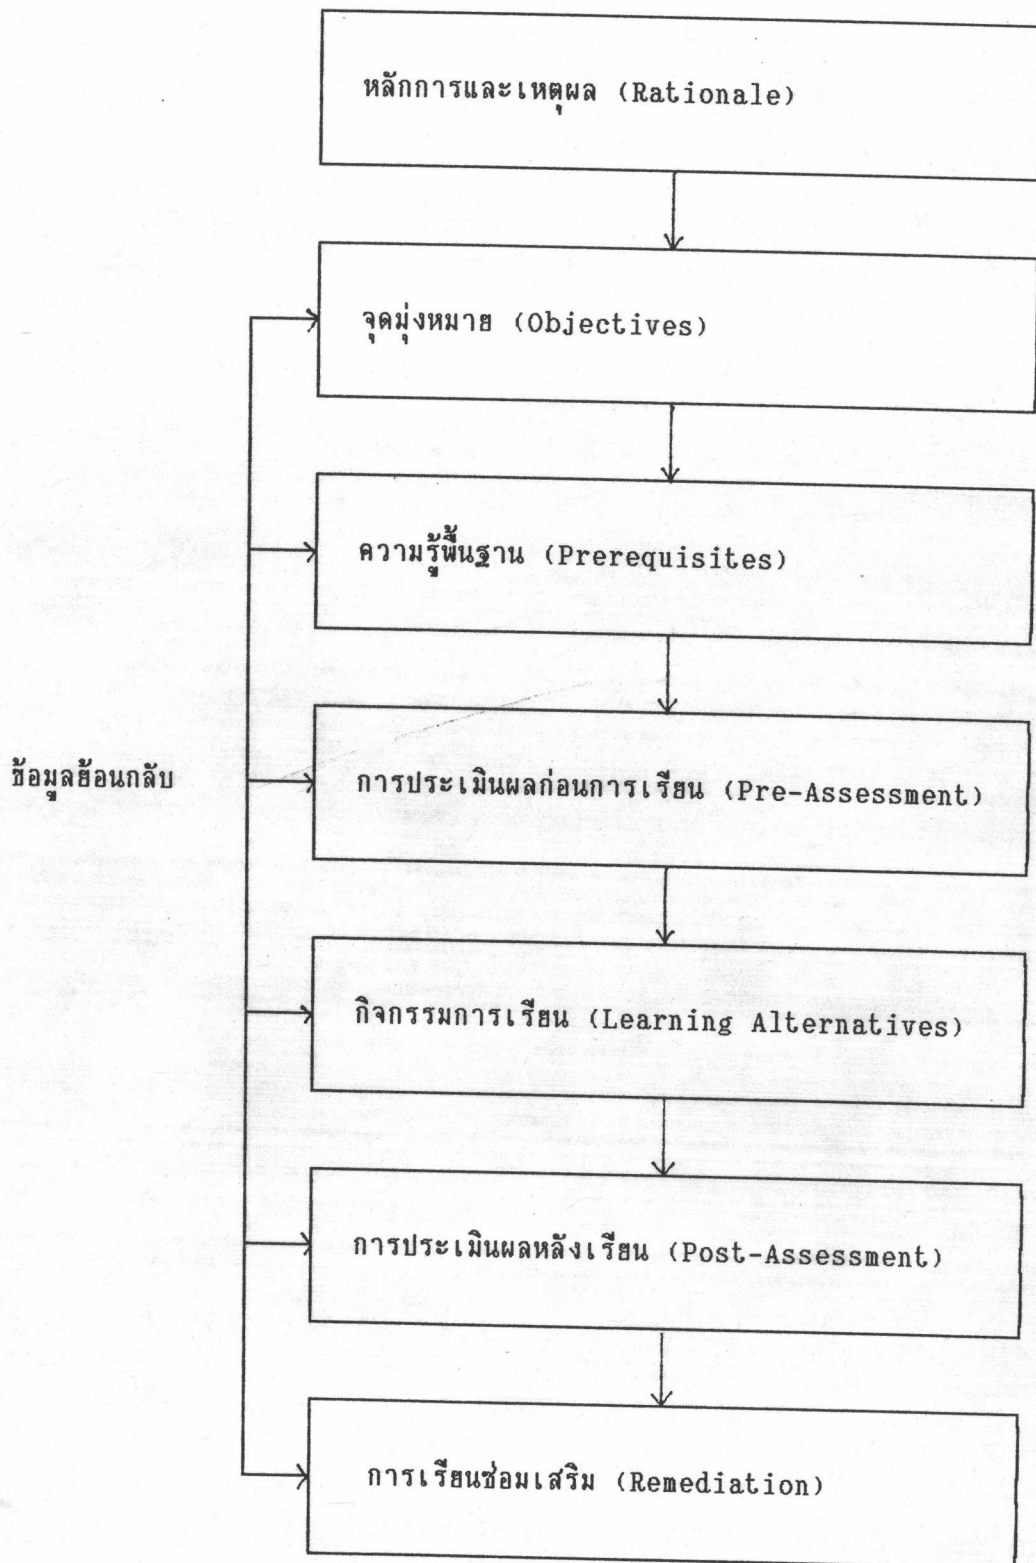 หลักการและเหตุผล (Rationale)
จุดมุ่งหมาย (Objectives)
ความรู้พื้นฐาน (Prerequisites)
ข้อมูลย้อนกลับ
การประเมินผลก่อนการเรียน (Pre-Assessment)
กิจกรรมการเรียน (Learning Alternatives)
การประเมินผลหลังเรียน (Post-Assessment)
การเรียนซ่อมเสริม (Remediation)